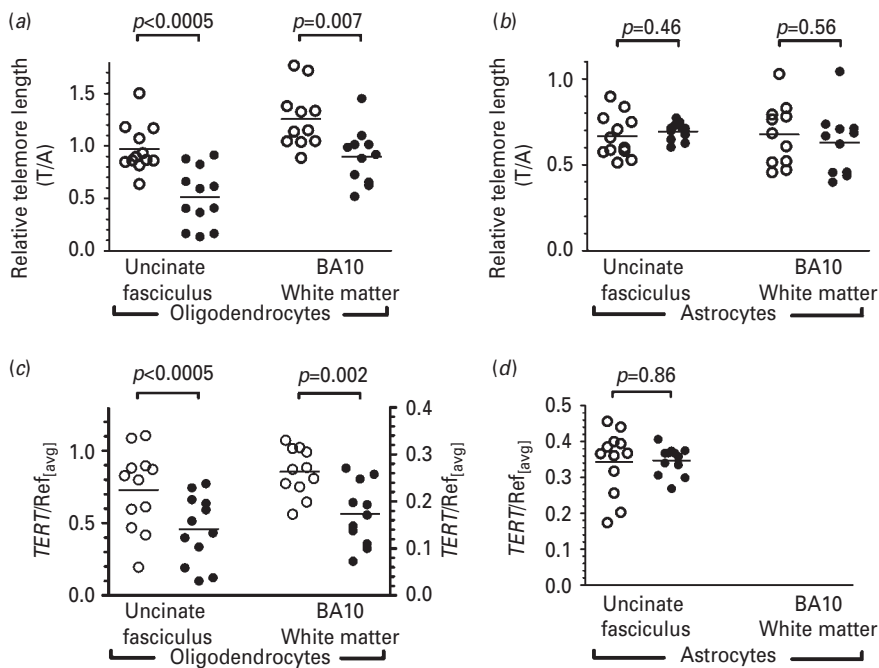 (a)
p<0.0005
p=0.007
Relative telemore length
(T/A)
1.5
1.0
0.5
0.0
Uncinate
fasciculus
BA10
White matter
Oligodendrocytes
(b)
p=0.46
p=0.56
Relative telemore length
(T/A)
1.0
0.5
0.0
Uncinate
fasciculus
BA10
White matter
Astrocytes
(c)
p<0.0005
p=0.002
TERT/Ref[avg]
1.0
0.5
0.0
0.4
0.3
0.2
0.1
0.0
TERT/Ref[avg]
Uncinate
fasciculus
BA10
White matter
Oligodendrocytes
(d)
p=0.86
TERT/Ref[avg]
0.5
0.4
0.3
0.2
0.1
0.0
Uncinate
fasciculus
BA10
White matter
Astrocytes